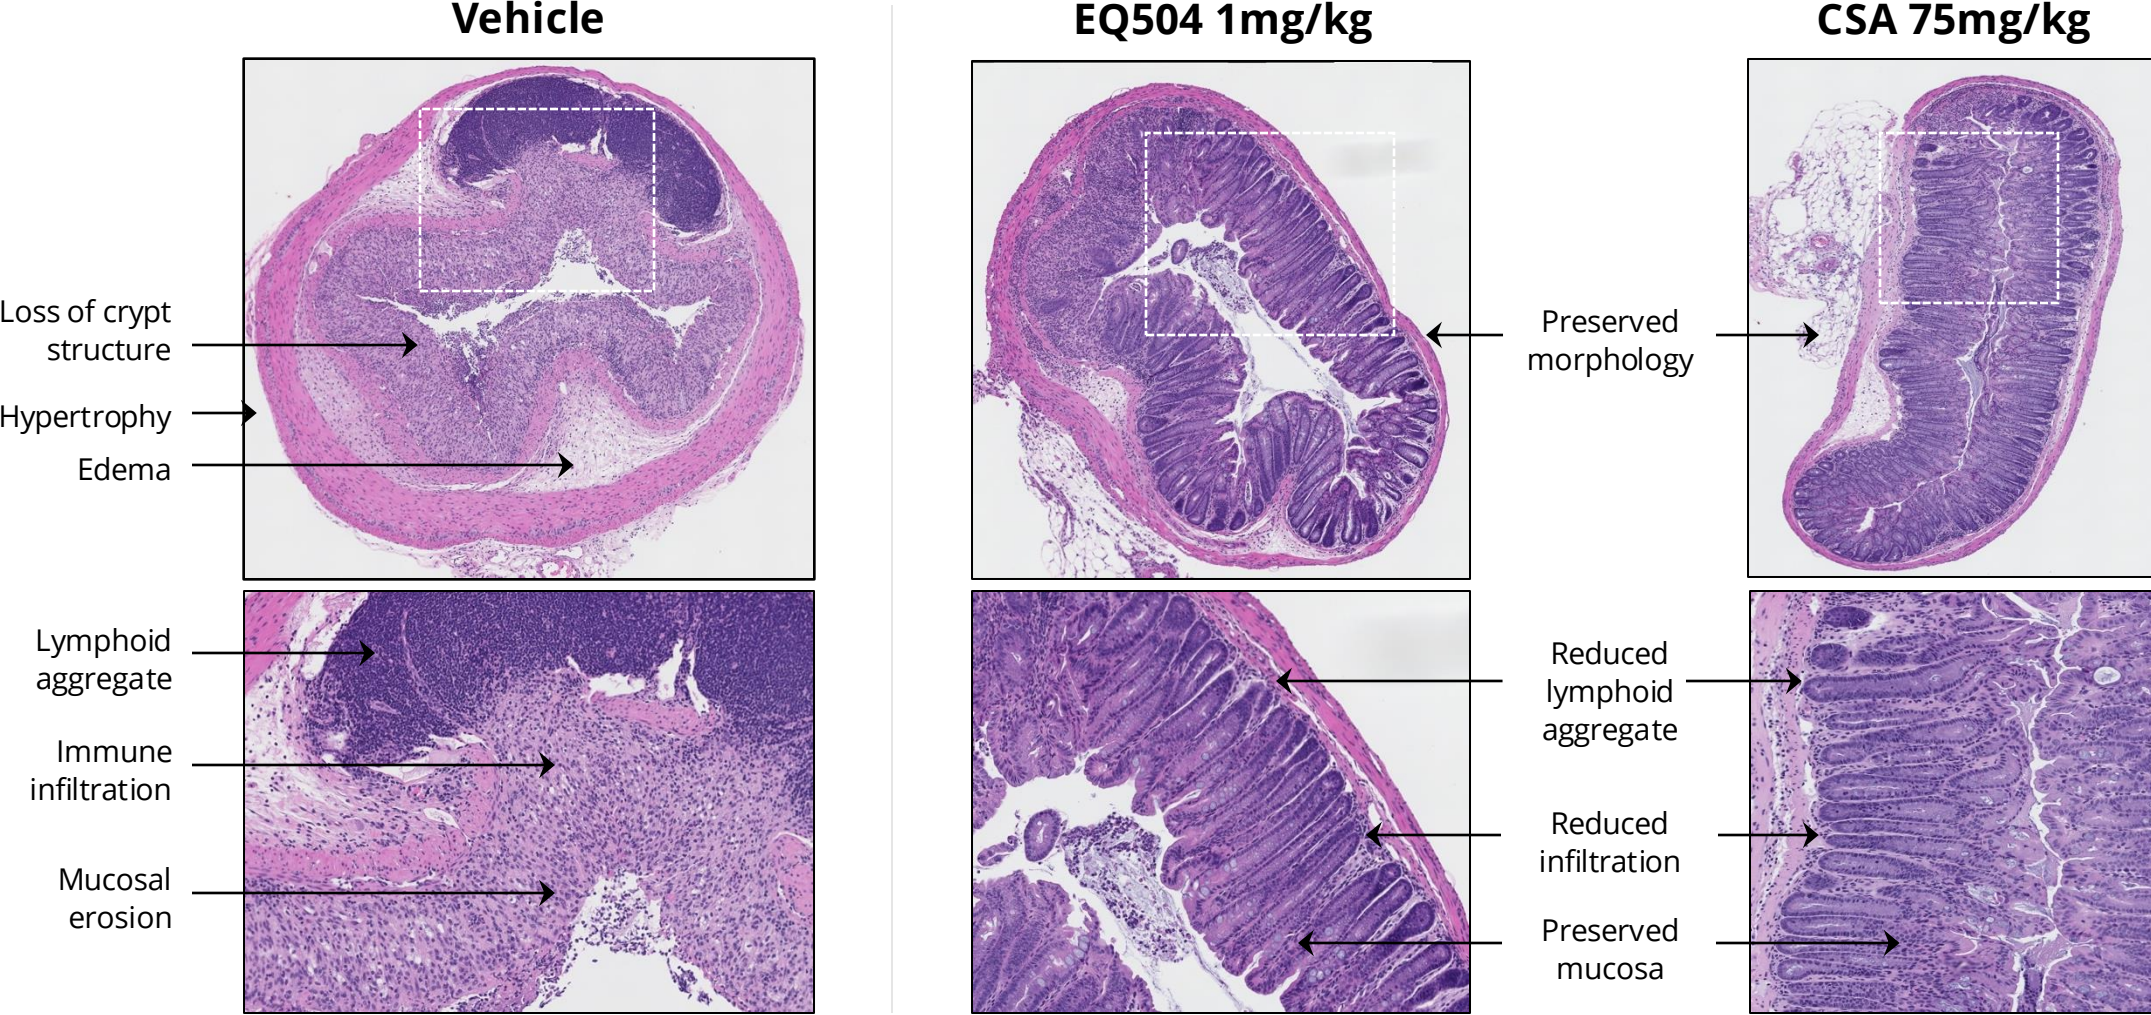 Vehicle
EQ504 1mg/kg
CSA 75mg/kg
Loss of crypt
structure
Hypertrophy
Edema
Preserved
morphology
Lymphoid
aggregate
Immune
infiltration
Mucosal
erosion
Reduced
lymphoid
aggregate
Reduced
infiltration
Preserved
mucosa